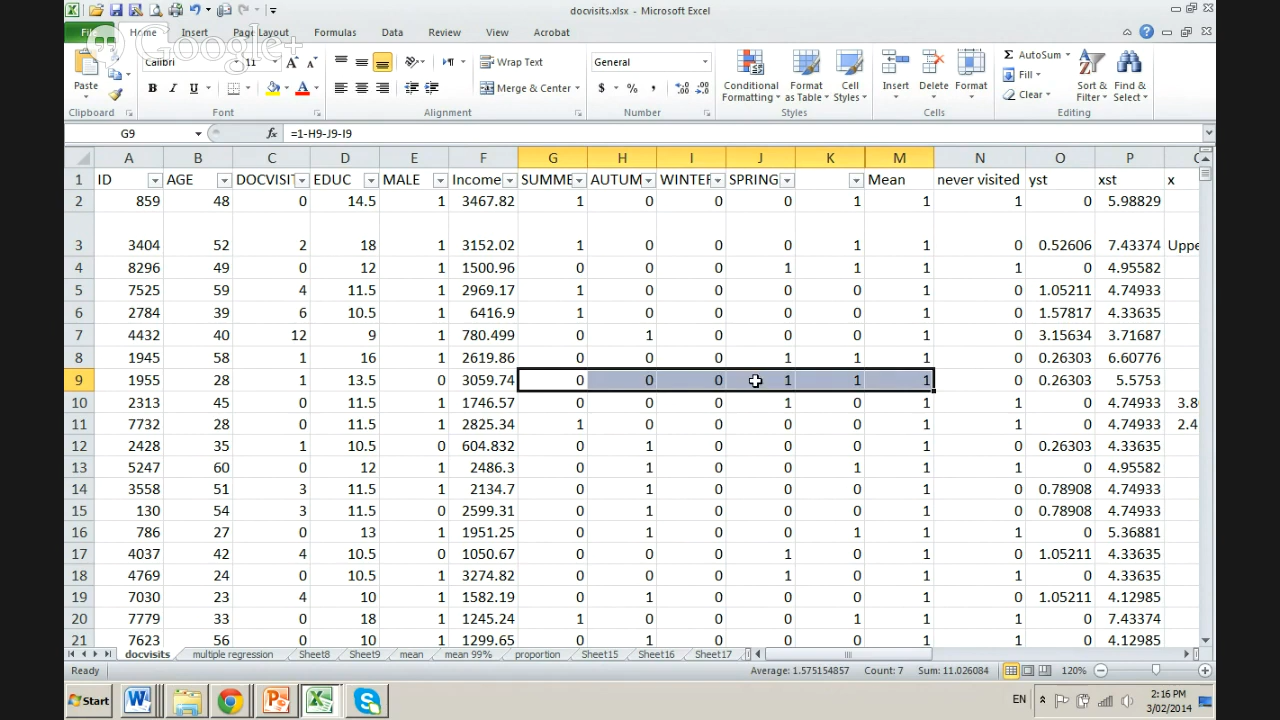 docvisits.xlsx - Microsoft Excel
File Home Insert Page Layout Formulas Data Review View Acrobat
Google+
Calibri 11 Wrap Text General AutoSum
Paste Merge & Center Conditional Formatting Format as Table Cell Styles Insert Delete Format Fill Sort & Filter Find & Select
Clear
Clipboard Font Alignment Number Styles Cells Editing
G9 fx =1-H9-J9-I9
A B C D E F G H I J K M N O P
1 ID AGE DOCVISIT EDUC MALE Income SUMME AUTUM WINTER SPRING Mean never visited yst xst x
2 859 48 0 14.5 1 3467.82 1 0 0 0 1 1 1 0 5.98829
3 3404 52 2 18 1 3152.02 1 0 0 0 1 1 0 0.52606 7.43374 Uppe
4 8296 49 0 12 1 1500.96 0 0 0 1 1 1 1 0 4.95582
5 7525 59 4 11.5 1 2969.17 1 0 0 0 1 1 0 1.05211 4.74933
6 2784 39 6 10.5 1 6416.9 1 0 0 0 0 1 0 1.57817 4.33635
7 4432 40 12 9 1 780.499 0 1 0 0 0 1 0 3.15634 3.71687
8 1945 58 1 16 1 2619.86 0 0 0 1 1 1 0 0.26303 6.60776
9 1955 28 1 13.5 0 3059.74 0 0 0 1 1 1 0 0.26303 5.5753
10 2313 45 0 11.5 1 1746.57 0 0 0 1 0 1 1 0 4.74933 3.8
11 7732 28 0 11.5 1 2825.34 1 0 0 0 0 1 1 0 4.74933 2.4
12 2428 35 1 10.5 0 604.832 0 1 0 0 0 1 0 0.26303 4.33635
13 5247 60 0 12 1 2486.3 0 1 0 0 0 1 1 0 4.95582
14 3558 51 3 11.5 1 2134.7 0 1 0 0 0 1 0 0.78908 4.74933
15 130 54 3 11.5 0 2599.31 0 1 0 0 0 1 0 0.78908 4.74933
16 786 27 0 13 1 1951.25 0 0 0 0 1 1 1 0 5.36881
17 4037 42 4 10.5 0 1050.67 0 0 0 1 0 1 0 1.05211 4.33635
18 4769 24 0 10.5 1 3274.82 0 0 0 1 0 1 1 0 4.33635
19 7030 23 4 10 1 1582.19 0 1 0 0 0 1 0 1.05211 4.12985
20 7779 33 0 18 1 1245.24 1 0 0 0 1 1 1 0 7.43374
21 7623 56 0 10 1 1299.65 0 1 0 0 0 1 1 0 4.12985
docvisits multiple regression Sheet8 Sheet9 mean mean 99% proportion Sheet15 Sheet16 Sheet17
Ready Average: 1.575154857 Count: 7 Sum: 11.026084 120%
Start EN 2:16 PM
3/02/2014